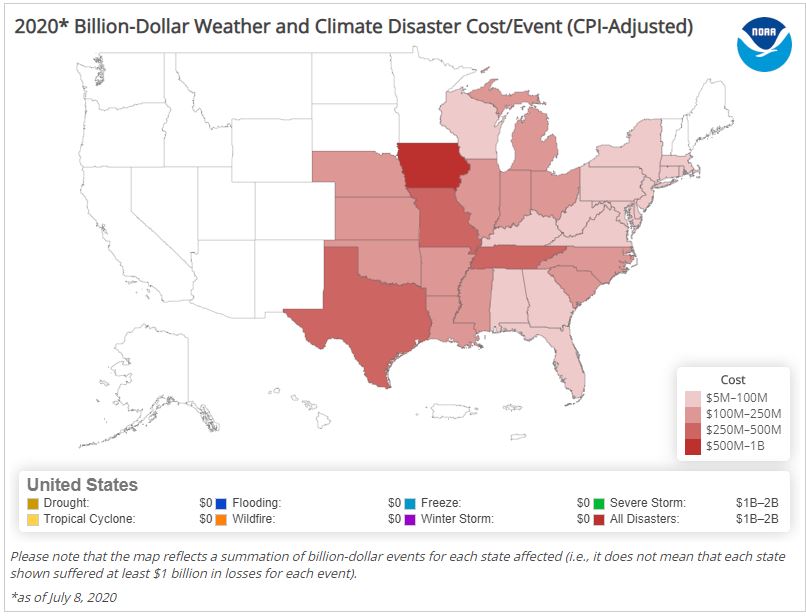 2020* Billion-Dollar Weather and Climate Disaster Cost/Event (CPI-Adjusted)
NOAA
Cost
$5M–100M
$100M–250M
$250M–500M
$500M–1B
United States
Drought: $0 Flooding: $0 Freeze: $0 Severe Storm: $1B–2B
Tropical Cyclone: $0 Wildfire: $0 Winter Storm: $0 All Disasters: $1B–2B
Please note that the map reflects a summation of billion-dollar events for each state affected (i.e., it does not mean that each state
shown suffered at least $1 billion in losses for each event).
*as of July 8, 2020